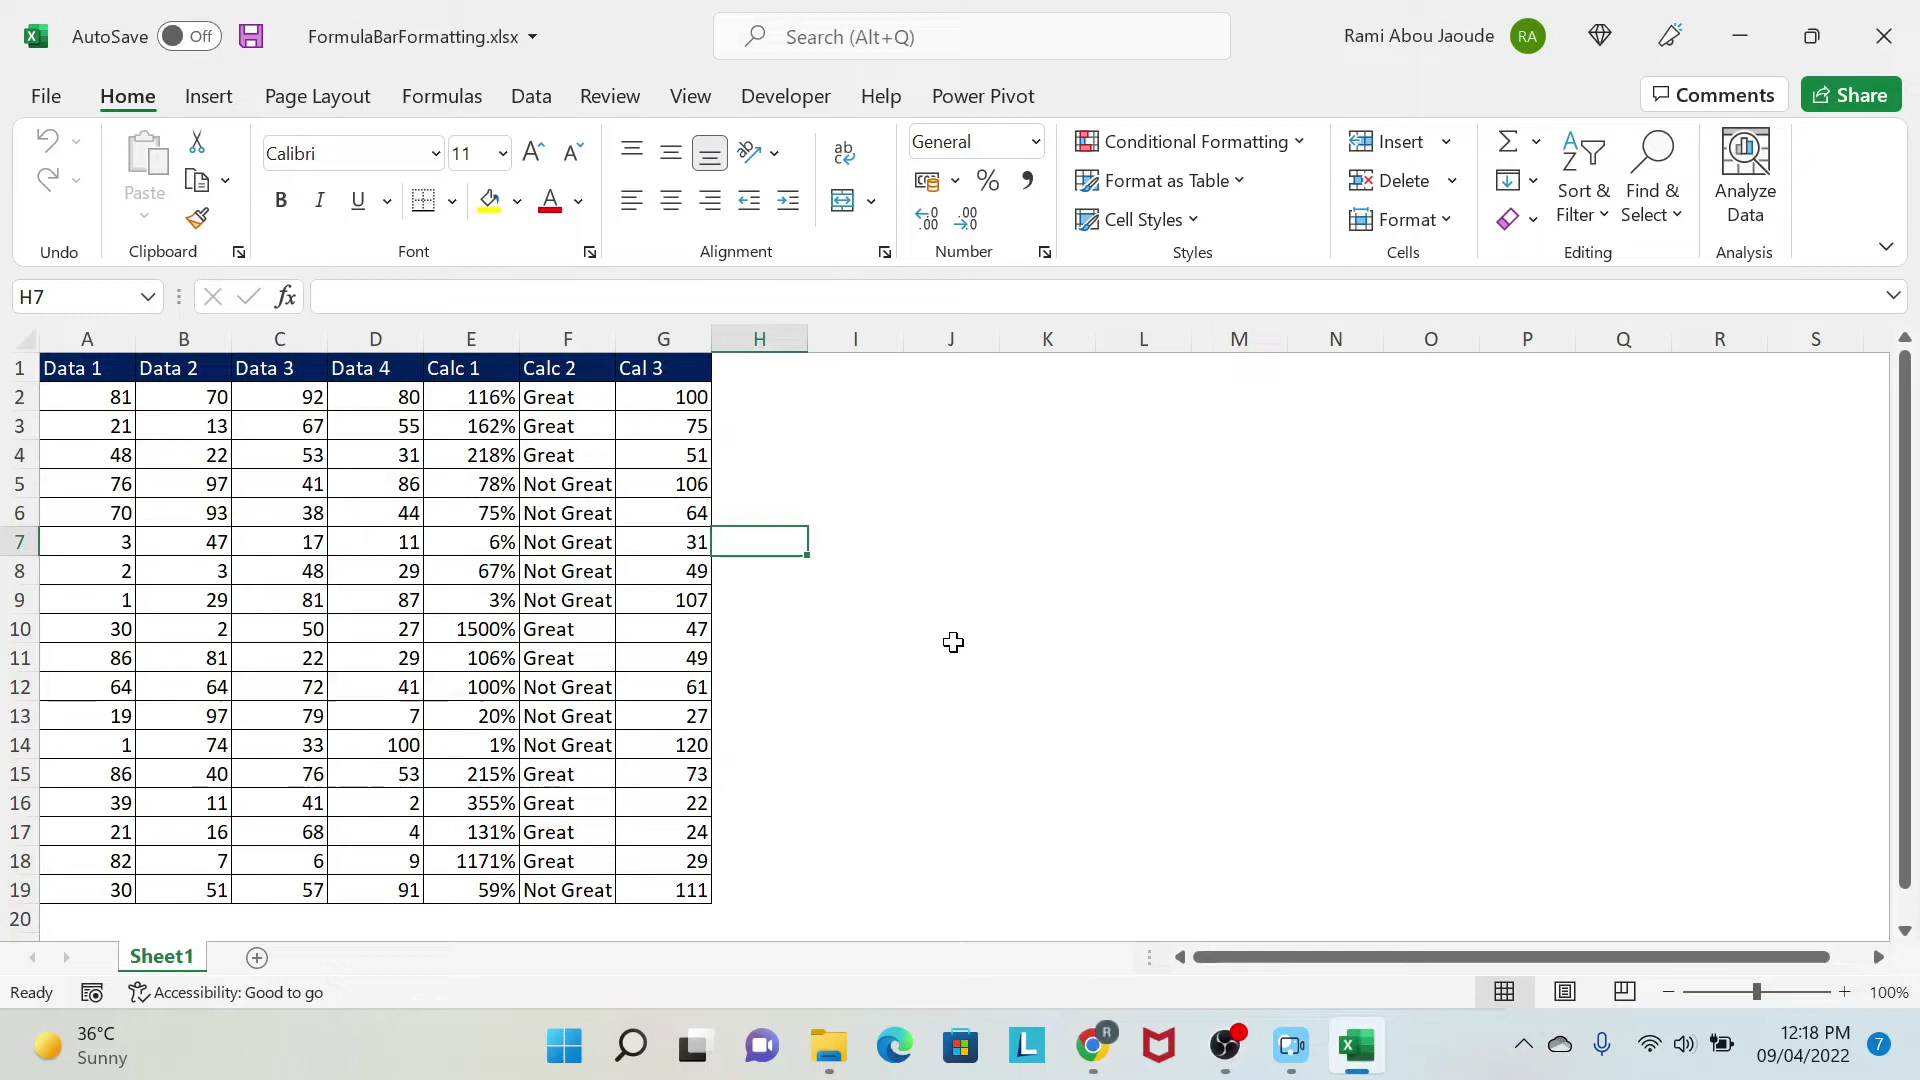 AutoSave Off FormulaBarFormatting.xlsx Search (Alt+Q) Rami Abou Jaoude RA
File Home Insert Page Layout Formulas Data Review View Developer Help Power Pivot Comments Share
Paste Calibri 11 B I U A ab General % Conditional Formatting Format as Table Cell Styles Insert Delete Format Sort & Filter Find & Select Analyze Data
Undo Clipboard Font Alignment Number Styles Cells Editing Analysis
H7 fx
A B C D E F G H I J K L M N O P Q R S
1 Data 1 Data 2 Data 3 Data 4 Calc 1 Calc 2 Cal 3
2 81 70 92 80 116% Great 100
3 21 13 67 55 162% Great 75
4 48 22 53 31 218% Great 51
5 76 97 41 86 78% Not Great 106
6 70 93 38 44 75% Not Great 64
7 3 47 17 11 6% Not Great 31
8 2 3 48 29 67% Not Great 49
9 1 29 81 87 3% Not Great 107
10 30 2 50 27 1500% Great 47
11 86 81 22 29 106% Great 49
12 64 64 72 41 100% Not Great 61
13 19 97 79 7 20% Not Great 27
14 1 74 33 100 1% Not Great 120
15 86 40 76 53 215% Great 73
16 39 11 41 2 355% Great 22
17 21 16 68 4 131% Great 24
18 82 7 6 9 1171% Great 29
19 30 51 57 91 59% Not Great 111
20
Sheet1
Ready Accessibility: Good to go 100%
36°C
Sunny
12:18 PM
09/04/2022
7